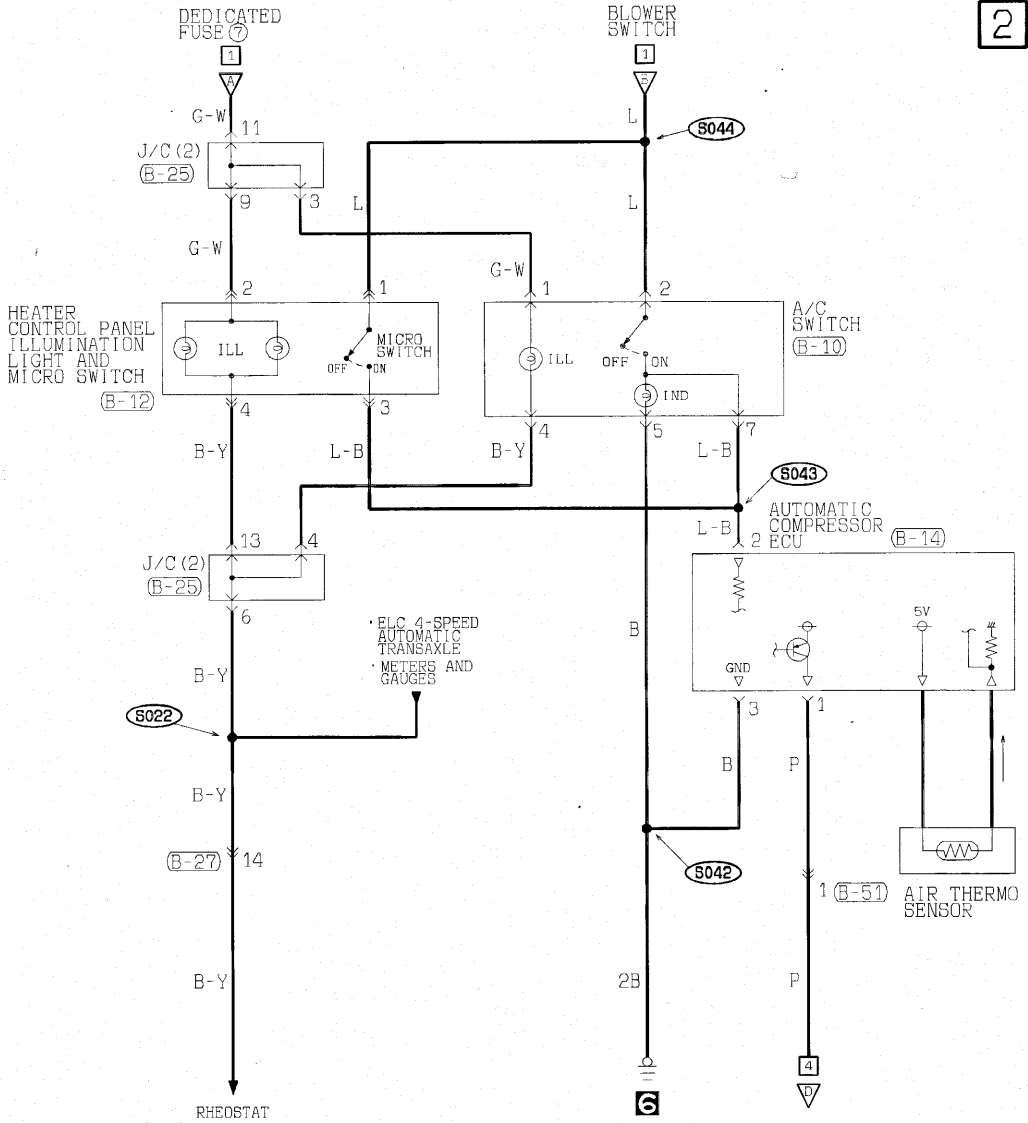 DEDICATED
FUSE ⑦
1
A
BLOWER
SWITCH
1
B
2
G-W
11
L
S044
J/C (2)
(B-25)
9
3
L
L
G-W
G-W
2
1
1
2
HEATER
CONTROL PANEL
ILLUMINATION
LIGHT AND
MICRO SWITCH
(B-12)
ILL
MICRO
SWITCH
OFF
ON
ILL
OFF
ON
IND
A/C
SWITCH
(B-10)
4
3
4
5
7
B-Y
L-B
B-Y
L-B
S043
L-B
2
AUTOMATIC
COMPRESSOR
ECU
(B-14)
13
4
J/C (2)
(B-25)
6
· ELC 4-SPEED
AUTOMATIC
TRANSAXLE
· METERS AND
GAUGES
B
5V
GND
B-Y
3
1
S022
B
P
B-Y
(B-27)
14
S042
1
(B-51)
AIR THERMO
SENSOR
B-Y
2B
P
4
D
6
RHEOSTAT